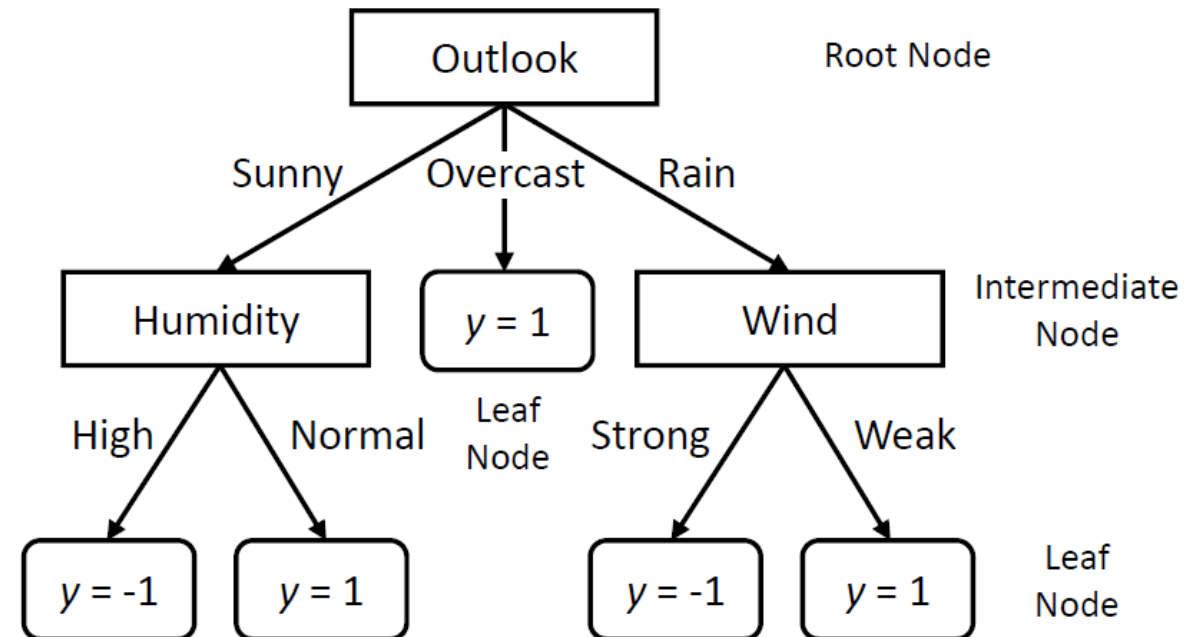 Outlook
Root Node
Sunny
Overcast
Rain
Humidity
y = 1
Wind
Intermediate
Node
Leaf
Node
High
Normal
Strong
Weak
y = -1
y = 1
y = -1
y = 1
Leaf
Node